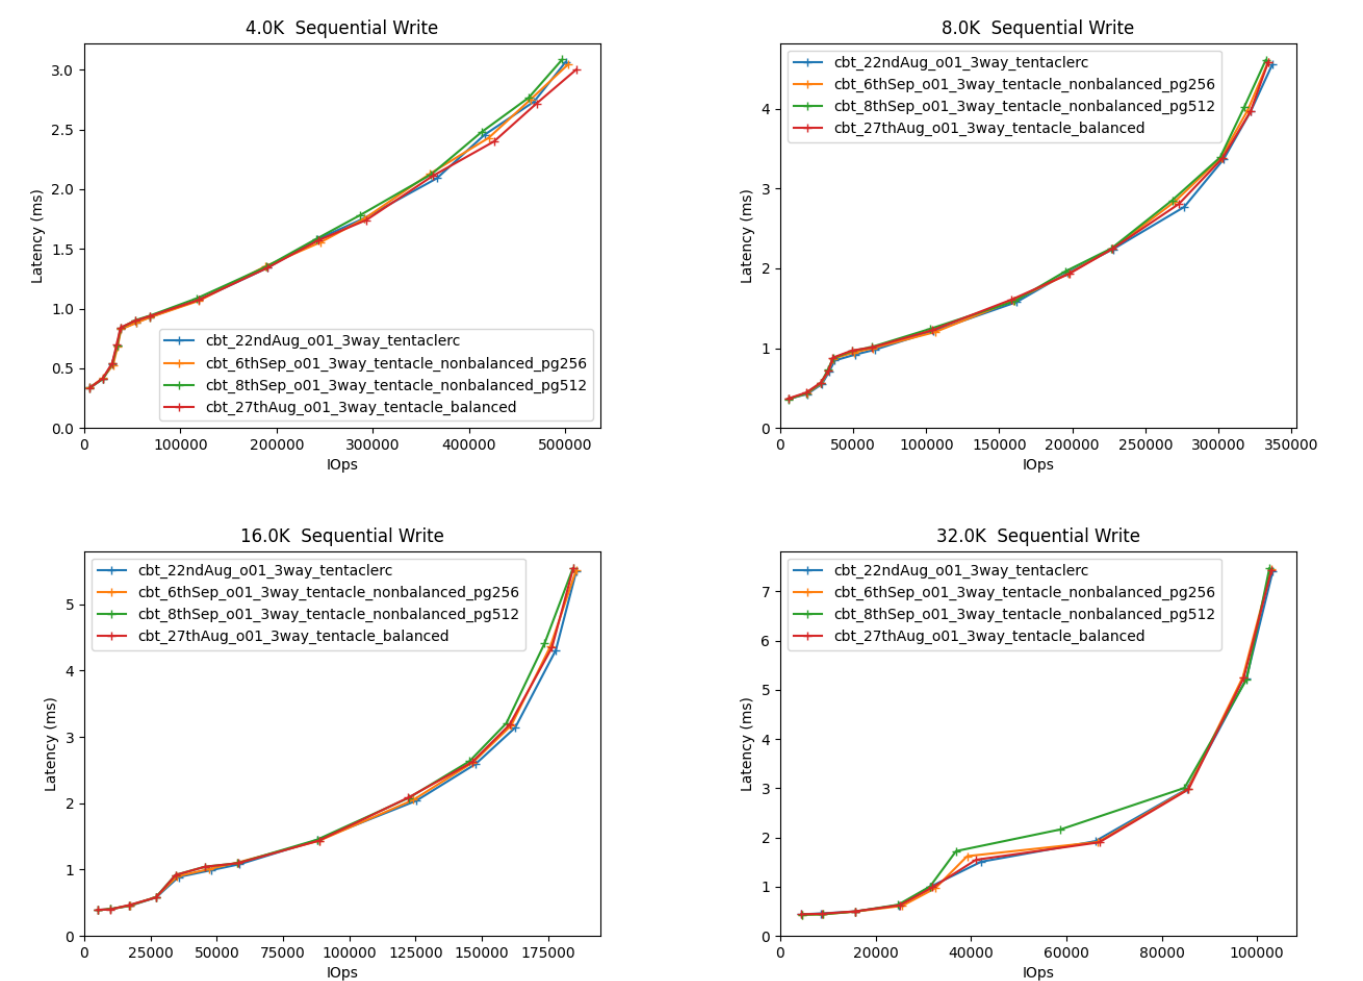 4.0K  Sequential Write
3.0
2.5
2.0
1.5
1.0
0.5
0.0
Latency (ms)
cbt_22ndAug_o01_3way_tentaclerc
cbt_6thSep_o01_3way_tentacle_nonbalanced_pg256
cbt_8thSep_o01_3way_tentacle_nonbalanced_pg512
cbt_27thAug_o01_3way_tentacle_balanced
0 100000 200000 300000 400000 500000
IOps
8.0K  Sequential Write
cbt_22ndAug_o01_3way_tentaclerc
cbt_6thSep_o01_3way_tentacle_nonbalanced_pg256
cbt_8thSep_o01_3way_tentacle_nonbalanced_pg512
cbt_27thAug_o01_3way_tentacle_balanced
4
3
2
1
0
Latency (ms)
0 50000 100000 150000 200000 250000 300000 350000
IOps
16.0K  Sequential Write
cbt_22ndAug_o01_3way_tentaclerc
cbt_6thSep_o01_3way_tentacle_nonbalanced_pg256
cbt_8thSep_o01_3way_tentacle_nonbalanced_pg512
cbt_27thAug_o01_3way_tentacle_balanced
5
4
3
2
1
0
Latency (ms)
0 25000 50000 75000 100000 125000 150000 175000
IOps
32.0K  Sequential Write
cbt_22ndAug_o01_3way_tentaclerc
cbt_6thSep_o01_3way_tentacle_nonbalanced_pg256
cbt_8thSep_o01_3way_tentacle_nonbalanced_pg512
cbt_27thAug_o01_3way_tentacle_balanced
7
6
5
4
3
2
1
0
Latency (ms)
0 20000 40000 60000 80000 100000
IOps